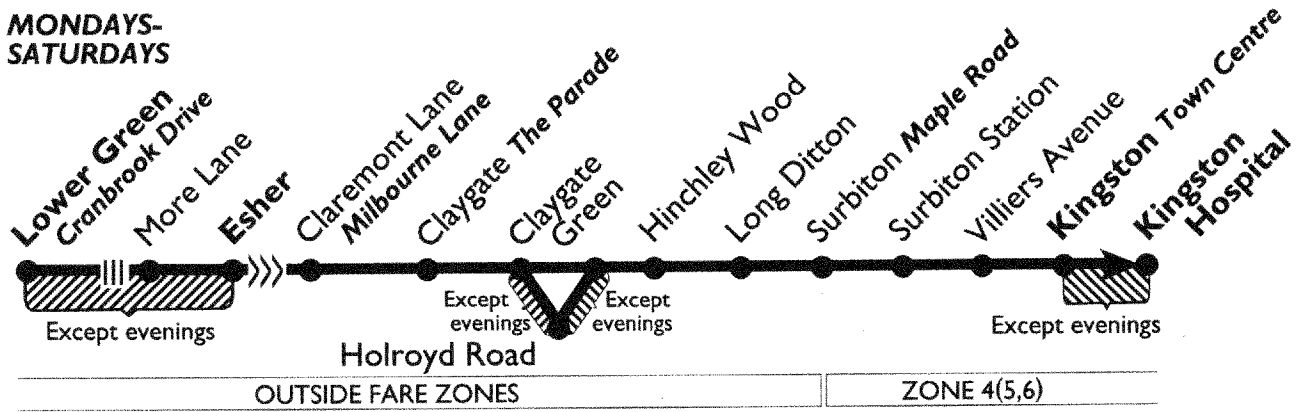 MONDAYS-
SATURDAYS
Lower Green
Cranbrook Drive
More Lane
Esher
Claremont Lane
Milbourne Lane
Claygate The Parade
Claygate
Green
Hinchley Wood
Long Ditton
Surbiton Maple Road
Surbiton Station
Villiers Avenue
Kingston Town Centre
Kingston
Hospital
Except evenings
Except
evenings
Except
evenings
Except evenings
Holroyd Road
OUTSIDE FARE ZONES
ZONE 4(5,6)